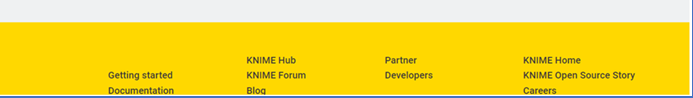 KNIME Hub Partner KNIME Home
Getting started KNIME Forum Developers KNIME Open Source Story
Documentation Blog Careers